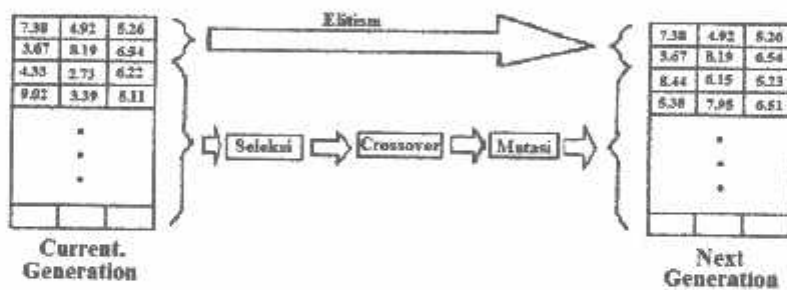 Elitism
7.38 4.92 5.26
3.67 8.19 6.54
4.33 2.73 6.22
9.02 3.39 5.11
Seleksi
Crossover
Mutasi
7.38 4.92 5.26
3.67 8.19 6.54
8.44 6.15 5.23
5.38 7.95 6.51
Current.
Generation
Next
Generation